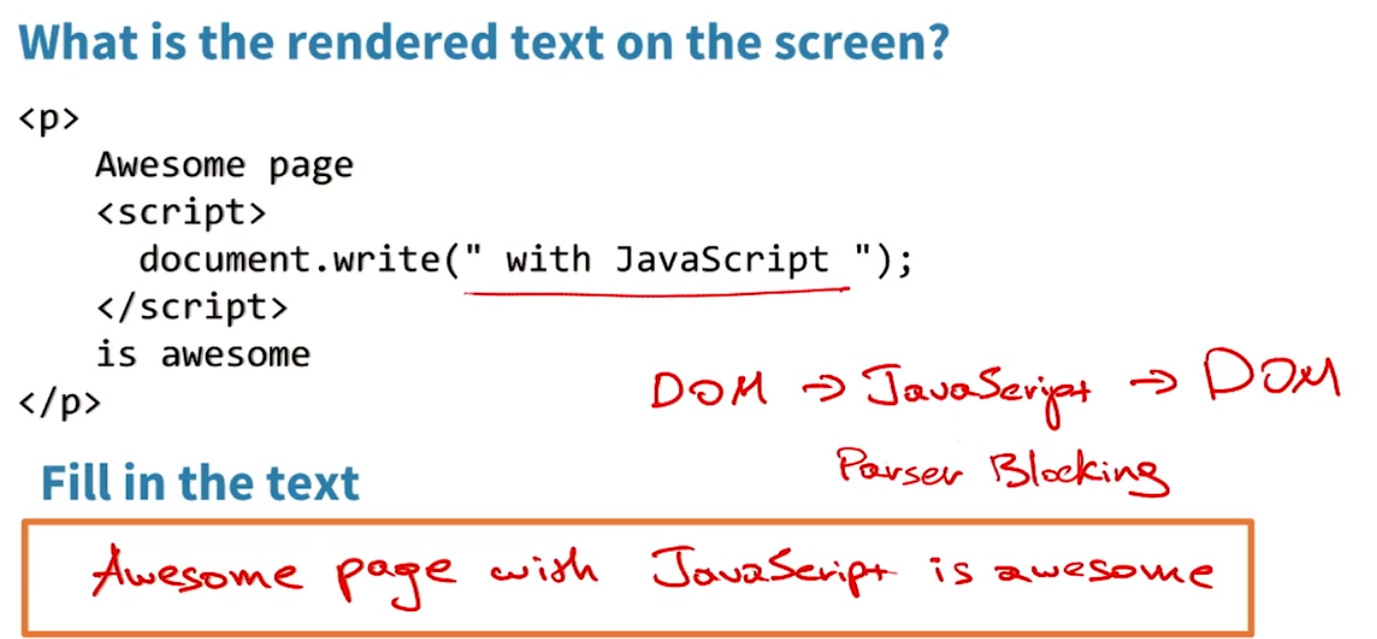 What is the rendered text on the screen?
<p>
Awesome page
<script>
document.write(" with JavaScript ");
</script>
is awesome
</p>
DOM → JavaScript → DOM
Parser Blocking
Fill in the text
Awesome page with JavaScript is awesome